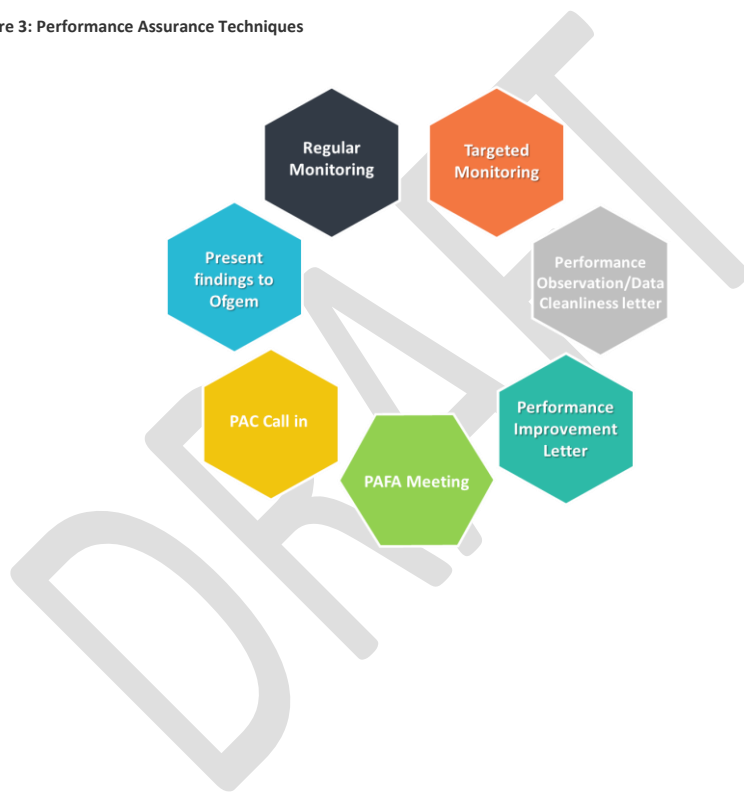 re 3: Performance Assurance Techniques
Regular
Monitoring
Targeted
Monitoring
Performance
Observation/Data
Cleanliness letter
Performance
Improvement
Letter
PAFA Meeting
PAC Call in
Present
findings to
Ofgem
DRAFT